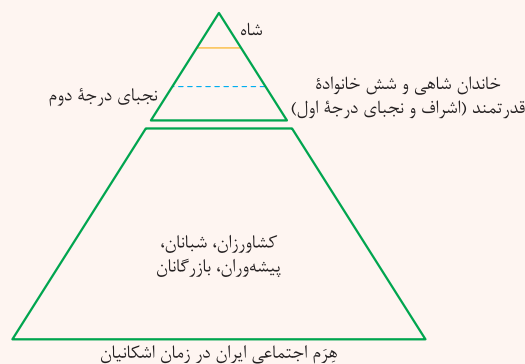 شاه
خاندان شاهی و شش خانوادهٔ
قدرتمند (اشراف و نجبای درجهٔ اول)
نجبای درجهٔ دوم
کشاورزان، شبانان،
پیشه‌وران، بازرگانان
هِرَم اجتماعی ایران در زمان اشکانیان